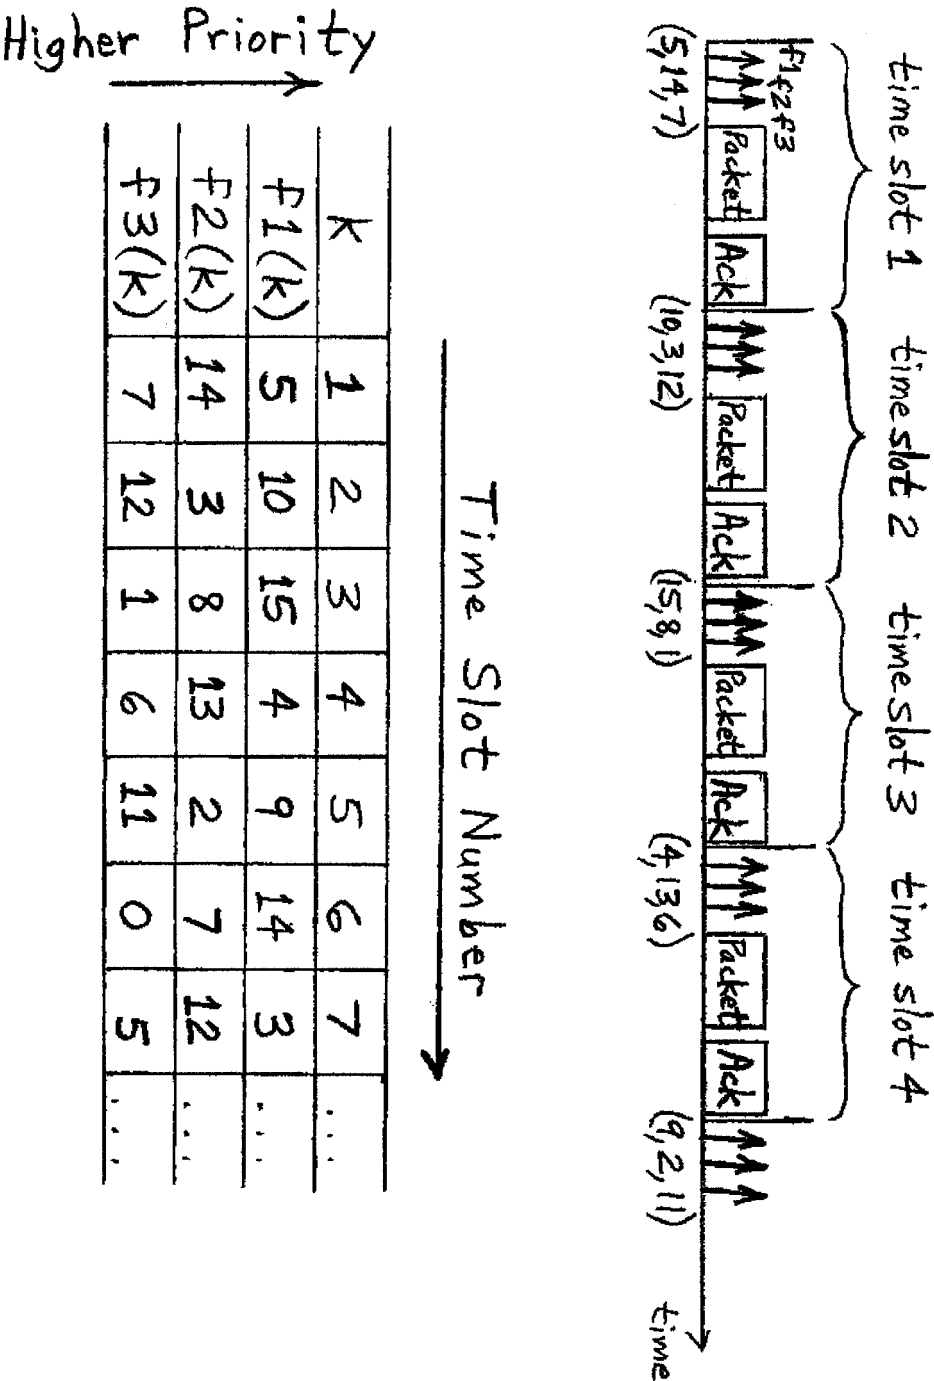 time slot 1 time slot 2 time slot 3 time slot 4
f1 f2 f3
Packet Ack Packet Ack Packet Ack Packet Ack
(5,14,7) (10,3,12) (15,8,1) (4,13,6) (9,2,11) time
Time Slot Number
k 1 2 3 4 5 6 7 ...
f1(k) 5 10 15 4 9 14 3 ...
f2(k) 14 3 8 13 2 7 12 ...
f3(k) 7 12 1 6 11 0 5 ...
Higher Priority